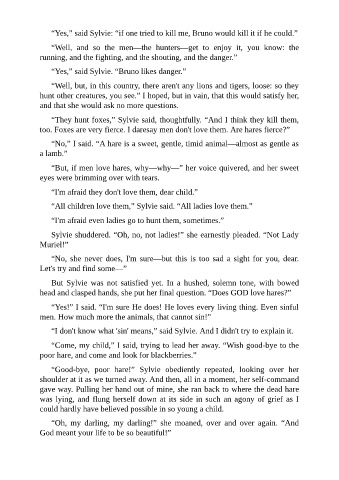 “Yes,” said Sylvie: “if one tried to kill me, Bruno would kill it if he could.”
“Well, and so the men—the hunters—get to enjoy it, you know: the
running, and the fighting, and the shouting, and the danger.”
“Yes,” said Sylvie. “Bruno likes danger.”
“Well, but, in this country, there aren't any lions and tigers, loose: so they
hunt other creatures, you see.” I hoped, but in vain, that this would satisfy her,
and that she would ask no more questions.
“They hunt foxes,” Sylvie said, thoughtfully. “And I think they kill them,
too. Foxes are very fierce. I daresay men don't love them. Are hares fierce?”
“No,” I said. “A hare is a sweet, gentle, timid animal—almost as gentle as
a lamb.”
“But, if men love hares, why—why—” her voice quivered, and her sweet
eyes were brimming over with tears.
“I'm afraid they don't love them, dear child.”
“All children love them,” Sylvie said. “All ladies love them.”
“I'm afraid even ladies go to hunt them, sometimes.”
Sylvie shuddered. “Oh, no, not ladies!” she earnestly pleaded. “Not Lady
Muriel!”
“No, she never does, I'm sure—but this is too sad a sight for you, dear.
Let's try and find some—”
But Sylvie was not satisfied yet. In a hushed, solemn tone, with bowed
head and clasped hands, she put her final question. “Does GOD love hares?”
“Yes!” I said. “I'm sure He does! He loves every living thing. Even sinful
men. How much more the animals, that cannot sin!”
“I don't know what 'sin' means,” said Sylvie. And I didn't try to explain it.
“Come, my child,” I said, trying to lead her away. “Wish good-bye to the
poor hare, and come and look for blackberries.”
“Good-bye, poor hare!” Sylvie obediently repeated, looking over her
shoulder at it as we turned away. And then, all in a moment, her self-command
gave way. Pulling her hand out of mine, she ran back to where the dead hare
was lying, and flung herself down at its side in such an agony of grief as I
could hardly have believed possible in so young a child.
“Oh, my darling, my darling!” she moaned, over and over again. “And
God meant your life to be so beautiful!”